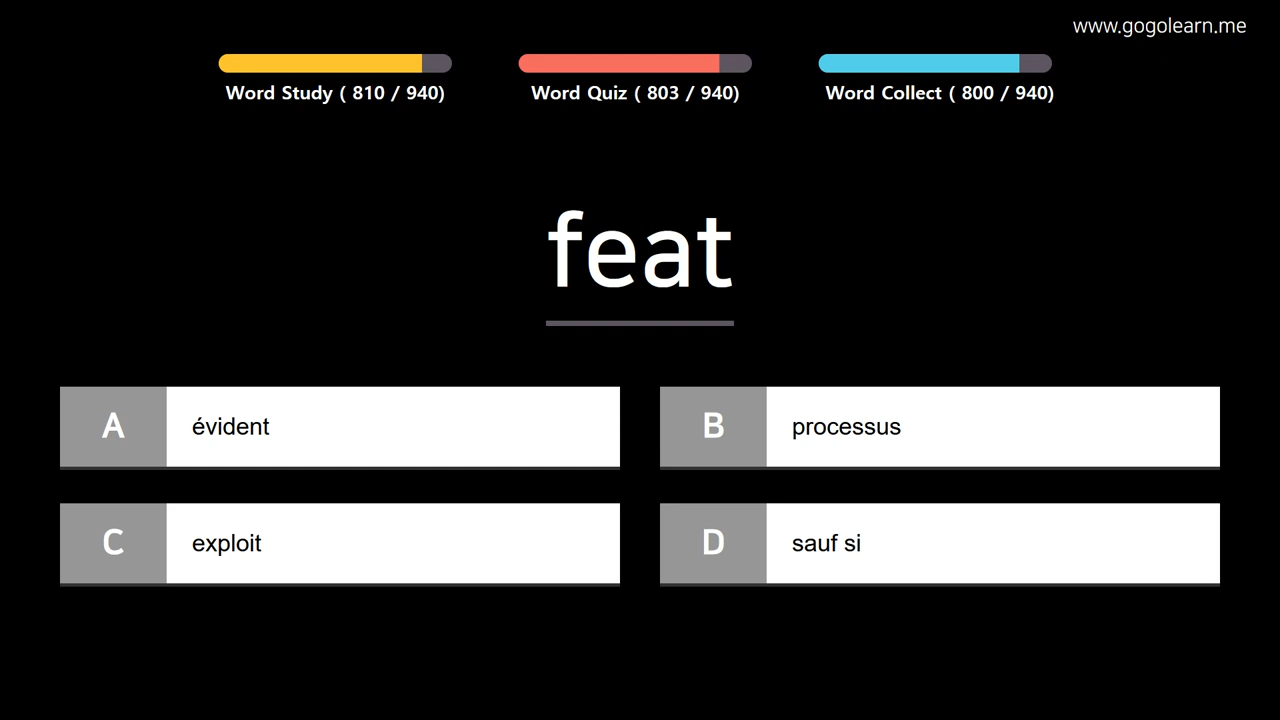 www.gogolearn.me
Word Study ( 810 / 940)
Word Quiz ( 803 / 940)
Word Collect ( 800 / 940)
feat
A évident
B processus
C exploit
D sauf si